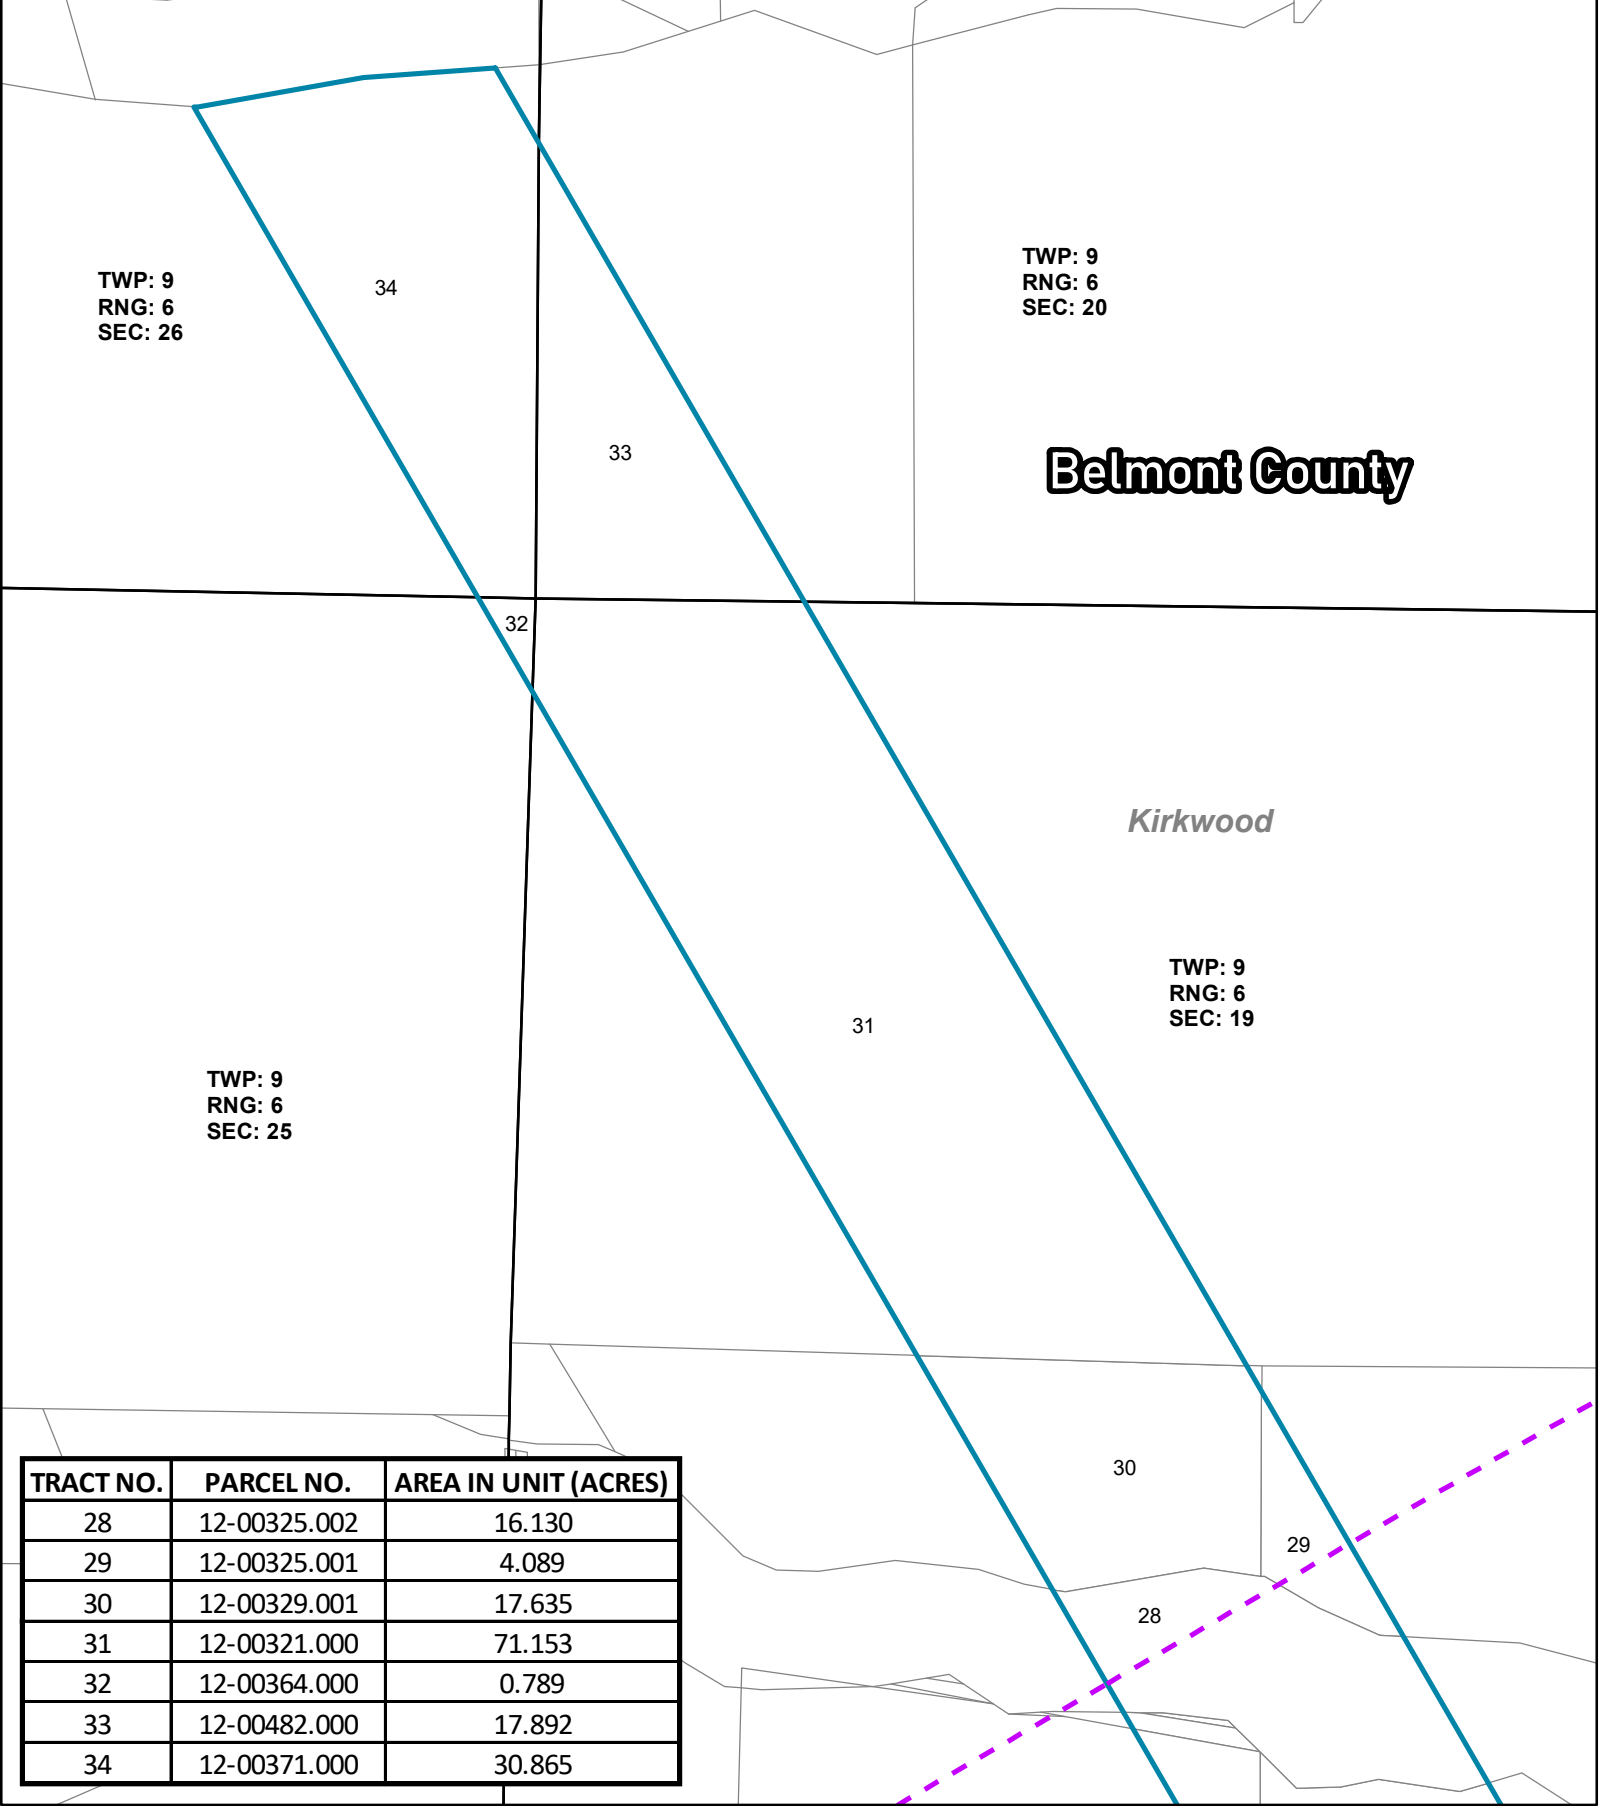 TWP: 9
RNG: 6
SEC: 26
34
TWP: 9
RNG: 6
SEC: 20
33
Belmont County
32
Kirkwood
TWP: 9
RNG: 6
SEC: 19
31
TWP: 9
RNG: 6
SEC: 25
30
29
28
TRACT NO. PARCEL NO. AREA IN UNIT (ACRES)
28 12-00325.002 16.130
29 12-00325.001 4.089
30 12-00329.001 17.635
31 12-00321.000 71.153
32 12-00364.000 0.789
33 12-00482.000 17.892
34 12-00371.000 30.865